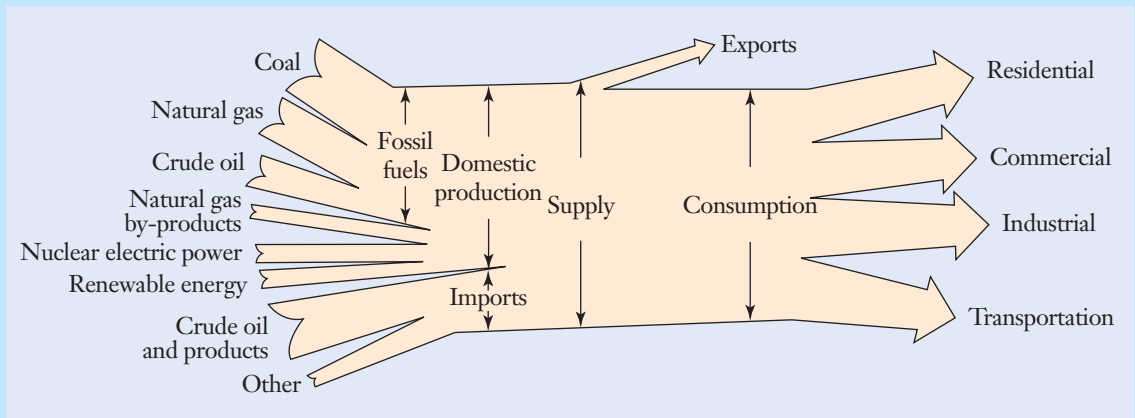 Coal
Natural gas
Crude oil
Natural gas
by-products
Nuclear electric power
Renewable energy
Crude oil
and products
Other
Fossil
fuels
Domestic
production
Imports
Supply
Exports
Consumption
Residential
Commercial
Industrial
Transportation